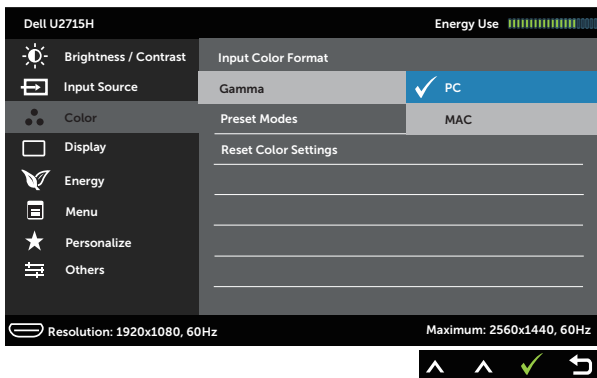 Dell U2715H Energy Use
Brightness / Contrast Input Color Format
Input Source Gamma PC
Color Preset Modes MAC
Display Reset Color Settings
Energy
Menu
Personalize
Others
Resolution: 1920x1080, 60Hz Maximum: 2560x1440, 60Hz